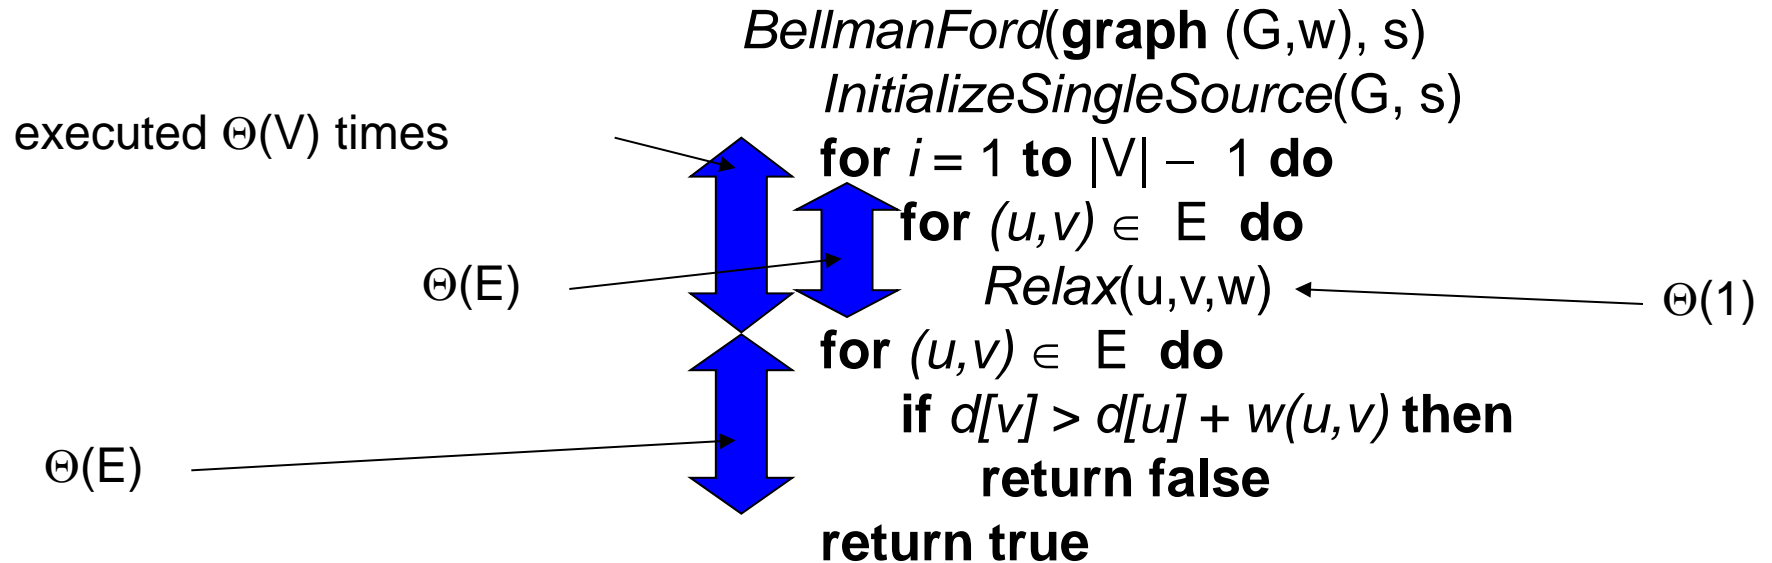 BellmanFord(graph (G,w), s)
InitializeSingleSource(G, s)
executed Θ(V) times
for i = 1 to |V| – 1 do
for (u,v) ∈ E do
Θ(E)
Relax(u,v,w)
Θ(1)
for (u,v) ∈ E do
if d[v] > d[u] + w(u,v) then
Θ(E)
return false
return true